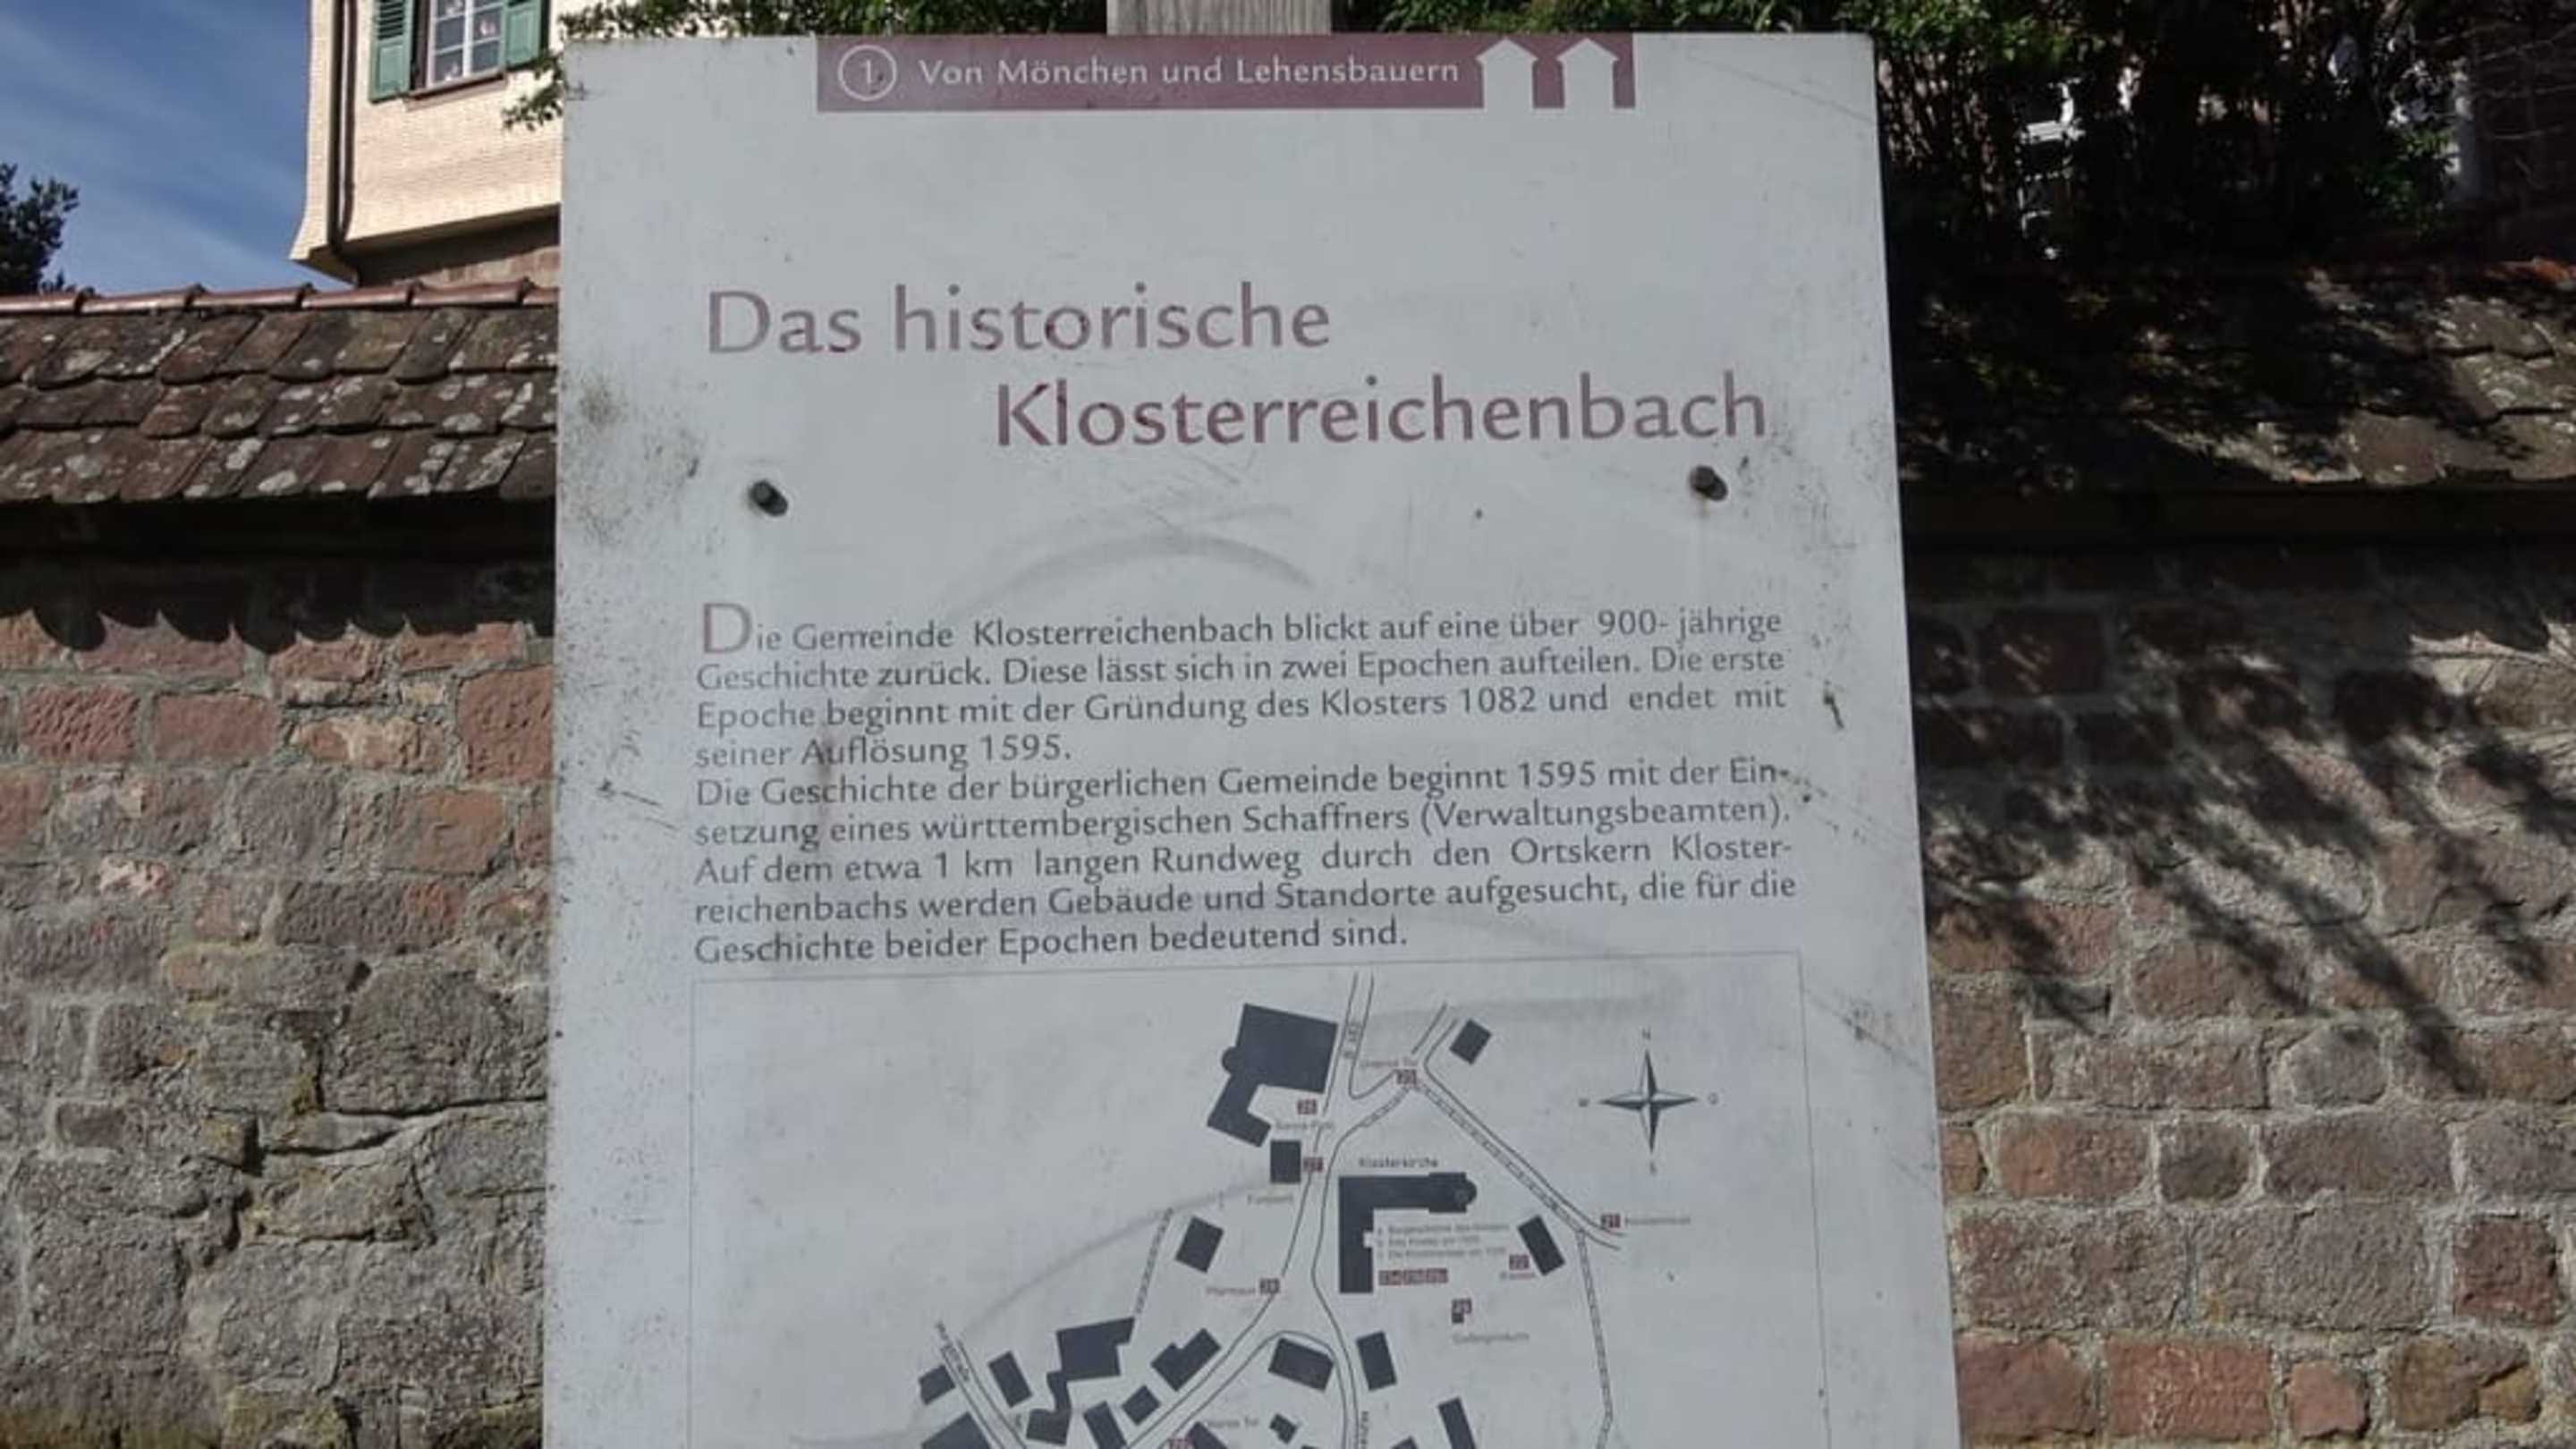 1 Von Mönchen und Lehensbauern
Das historische
Klosterreichenbach
Die Gemeinde Klosterreichenbach blickt auf eine über 900- jährige
Geschichte zurück. Diese lässt sich in zwei Epochen aufteilen. Die erste
Epoche beginnt mit der Gründung des Klosters 1082 und endet mit
seiner Auflösung 1595.
Die Geschichte der bürgerlichen Gemeinde beginnt 1595 mit der Ein-
setzung eines württembergischen Schaffners (Verwaltungsbeamten).
Auf dem etwa 1 km langen Rundweg durch den Ortskern Kloster-
reichenbachs werden Gebäude und Standorte aufgesucht, die für die
Geschichte beider Epochen bedeutend sind.
N
W O
S
Klosterkirche